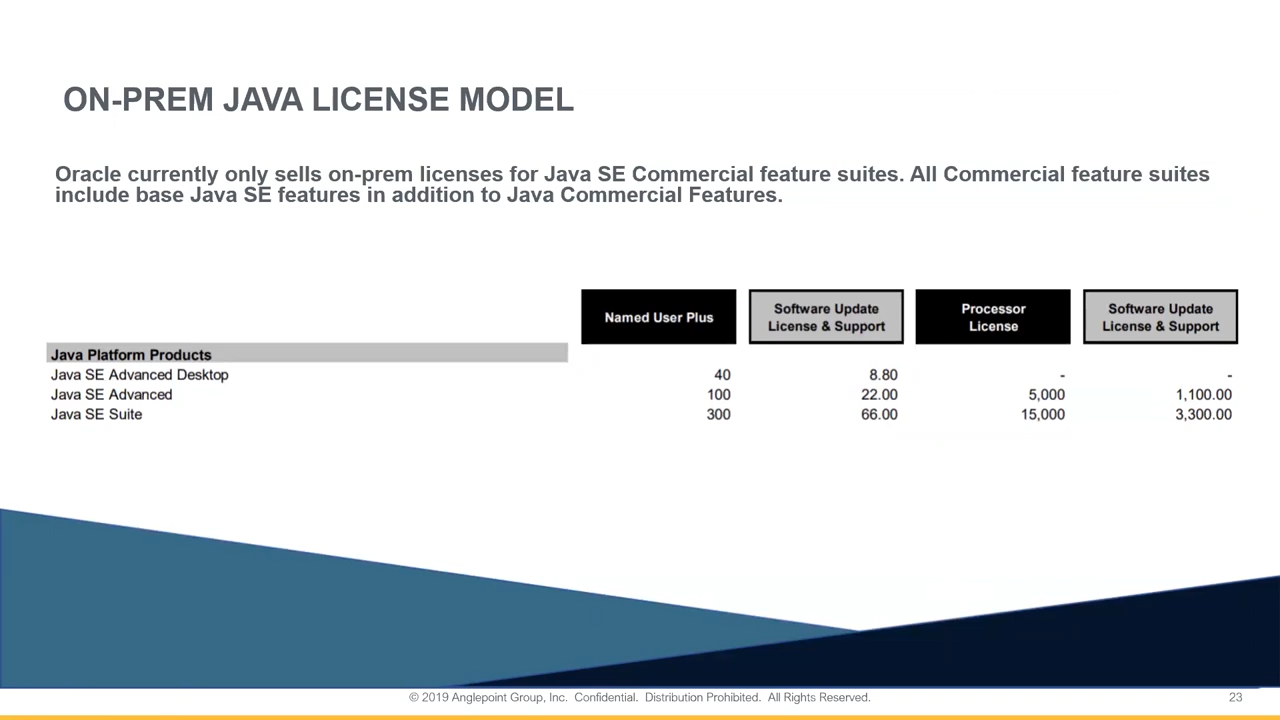 ON-PREM JAVA LICENSE MODEL
Oracle currently only sells on-prem licenses for Java SE Commercial feature suites. All Commercial feature suites
include base Java SE features in addition to Java Commercial Features.
Named User Plus
Software Update
License & Support
Processor
License
Software Update
License & Support
Java Platform Products
Java SE Advanced Desktop 40 8.80 - -
Java SE Advanced 100 22.00 5,000 1,100.00
Java SE Suite 300 66.00 15,000 3,300.00
© 2019 Anglepoint Group, Inc. Confidential. Distribution Prohibited. All Rights Reserved. 23